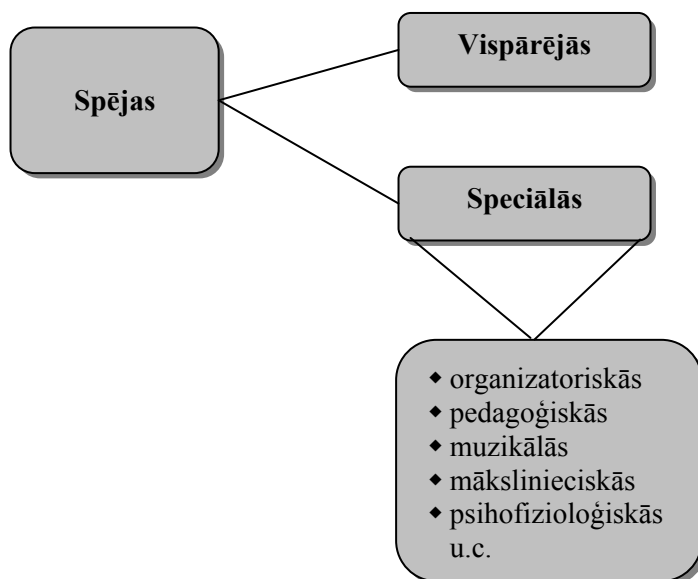 Spējas
Vispārējās
Speciālās
◆ organizatoriskās
◆ pedagoģiskās
◆ muzikālās
◆ mākslinieciskās
◆ psihofizioloģiskās
u.c.